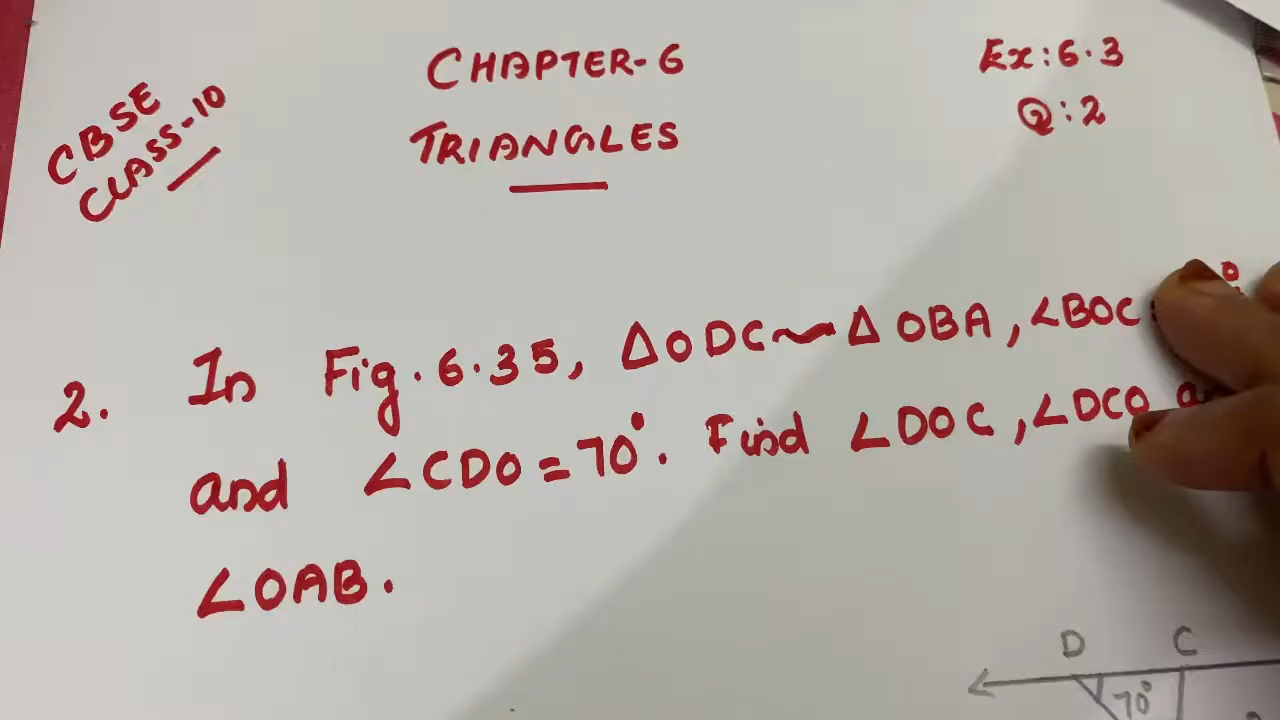 CBSE
CLASS-10
CHAPTER-6
TRIANGLES
Ex: 6.3
Q: 2
2. In Fig. 6.35, ΔODC ~ ΔOBA, ∠BOC
and ∠CDO = 70°. Find ∠DOC, ∠DCO
∠OAB.
D C
70°